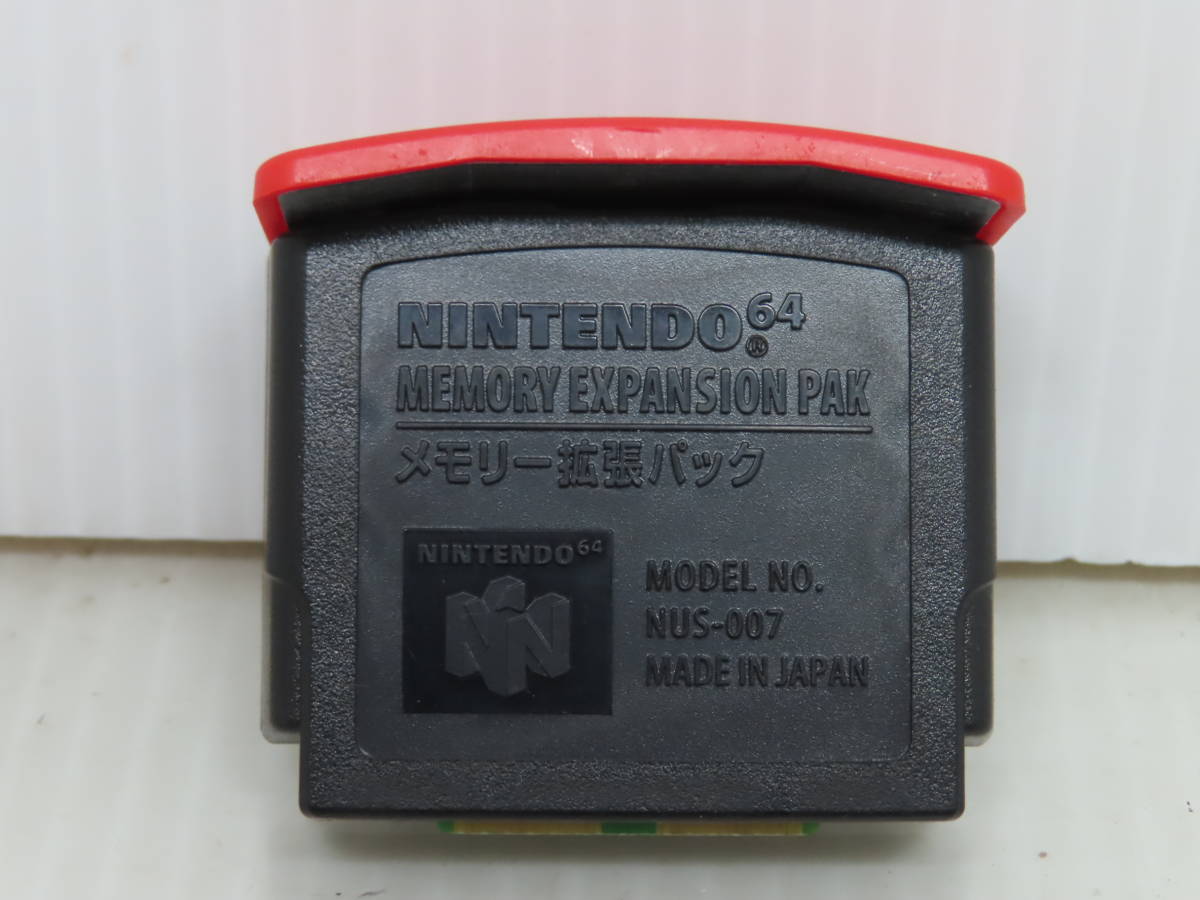 NINTENDO64®
MEMORY EXPANSION PAK
メモリー拡張パック
NINTENDO64
MODEL NO.
NUS-007
MADE IN JAPAN